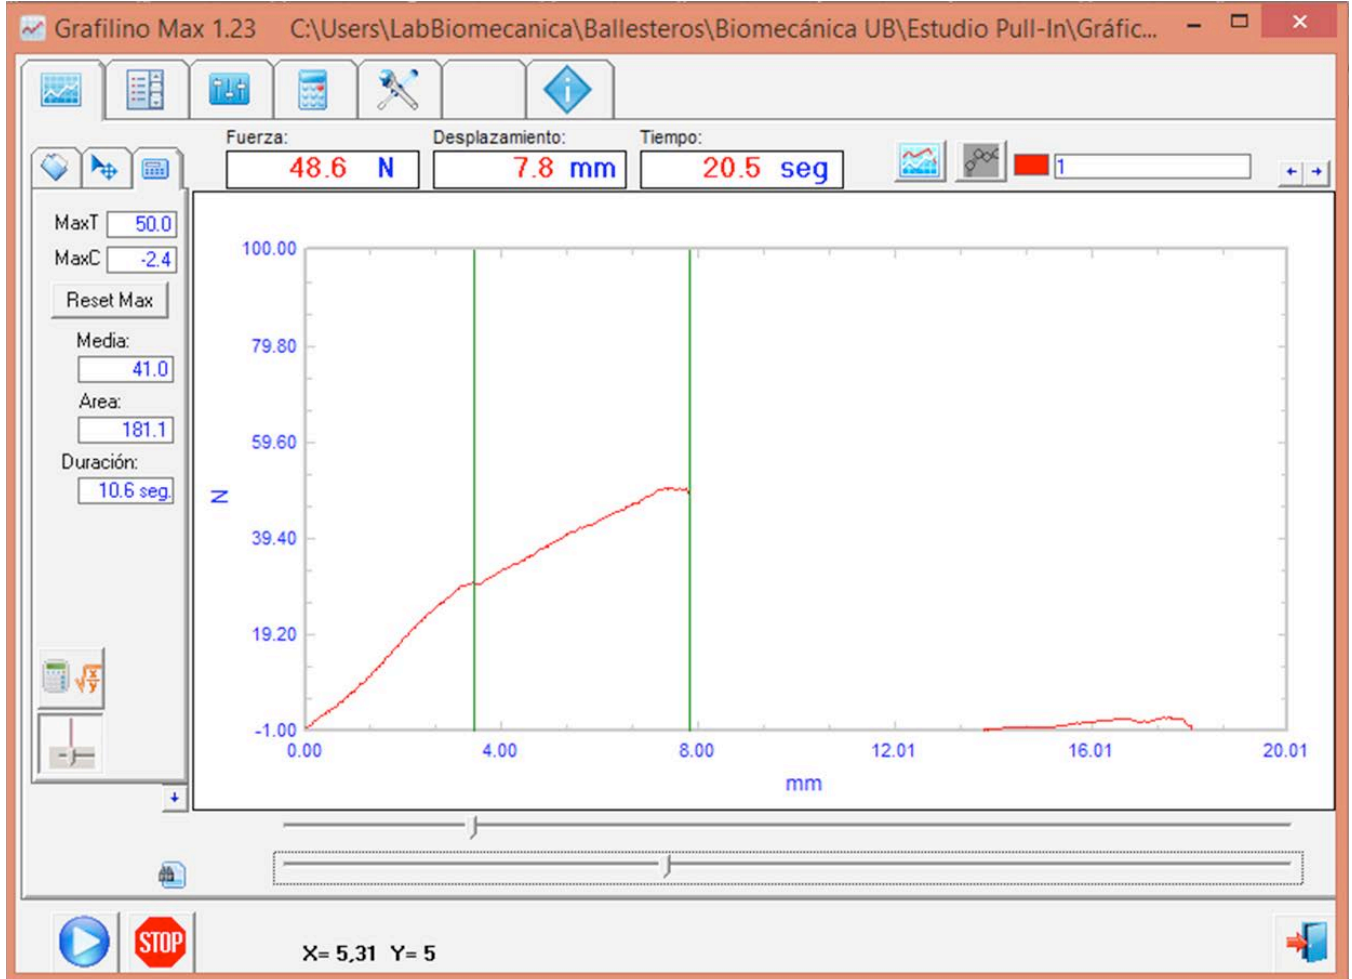 Grafilino Max 1.23 C:\Users\LabBiomecanica\Ballesteros\Biomecánica UB\Estudio Pull-In\Gráfic...
Fuerza: Desplazamiento: Tiempo:
48.6 N 7.8 mm 20.5 seg 1
MaxT 50.0
MaxC -2.4
Reset Max
Media:
41.0
Area:
181.1
Duración:
10.6 seg.
100.00
79.80
59.60
N
39.40
19.20
-1.00
0.00 4.00 8.00 12.01 16.01 20.01
mm
STOP
X= 5,31 Y= 5